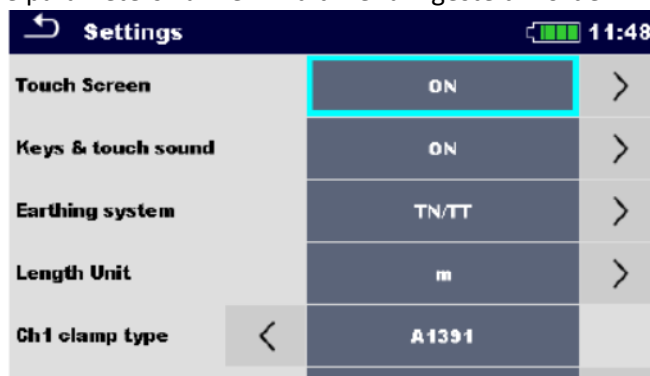 Settings 11:48
Touch Screen ON
Keys & touch sound ON
Earthing system TN/TT
Length Unit m
Ch1 clamp type A1391